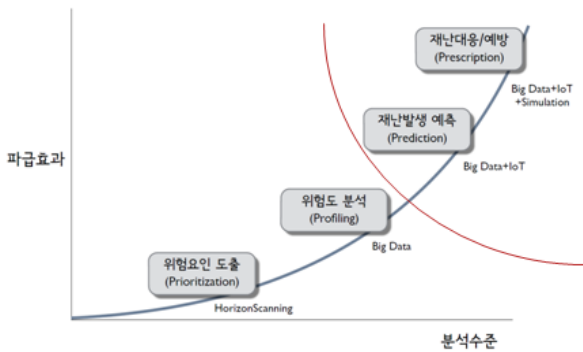 재난대응/예방
(Prescription)
Big Data+IoT
+Simulation
재난발생 예측
(Prediction)
Big Data+IoT
파급효과
위험도 분석
(Profiling)
Big Data
위험요인 도출
(Prioritization)
HorizonScanning
분석수준